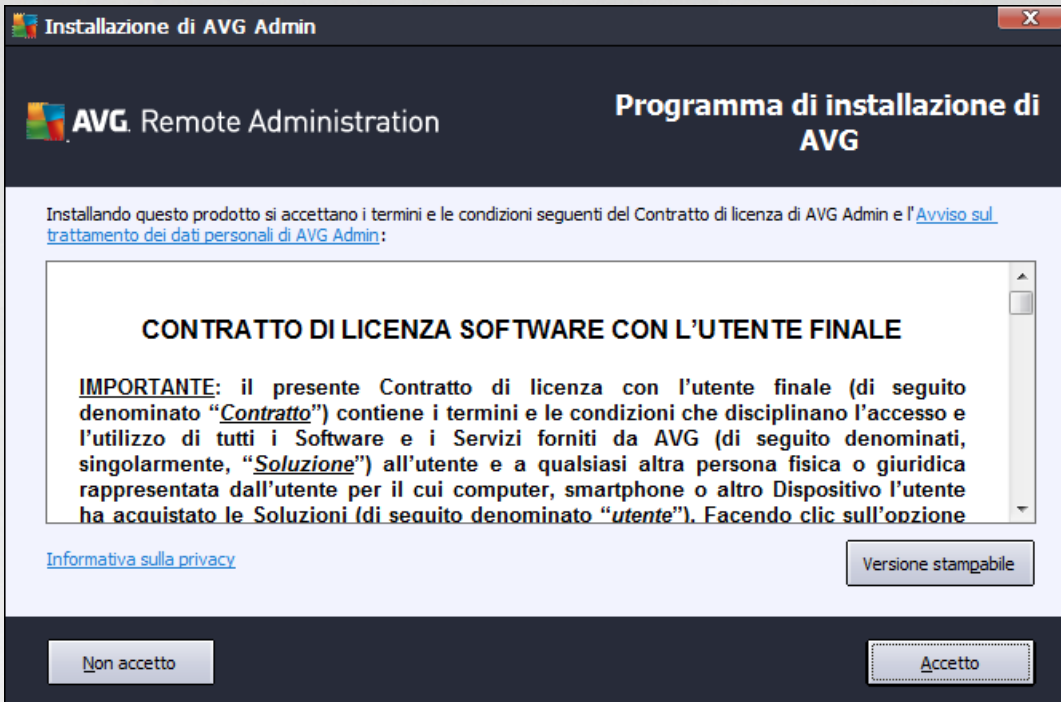 Installazione di AVG Admin
AVG. Remote Administration
Programma di installazione di
AVG
Installando questo prodotto si accettano i termini e le condizioni seguenti del Contratto di licenza di AVG Admin e l'Avviso sul
trattamento dei dati personali di AVG Admin:
CONTRATTO DI LICENZA SOFTWARE CON L’UTENTE FINALE
IMPORTANTE: il presente Contratto di licenza con l’utente finale (di seguito
denominato “Contratto”) contiene i termini e le condizioni che disciplinano l’accesso e
l’utilizzo di tutti i Software e i Servizi forniti da AVG (di seguito denominati,
singolarmente, “Soluzione”) all’utente e a qualsiasi altra persona fisica o giuridica
rappresentata dall’utente per il cui computer, smartphone o altro Dispositivo l’utente
ha acquistato le Soluzioni (di seguito denominato “utente”). Facendo clic sull’opzione
Informativa sulla privacy
Versione stampabile
Non accetto
Accetto